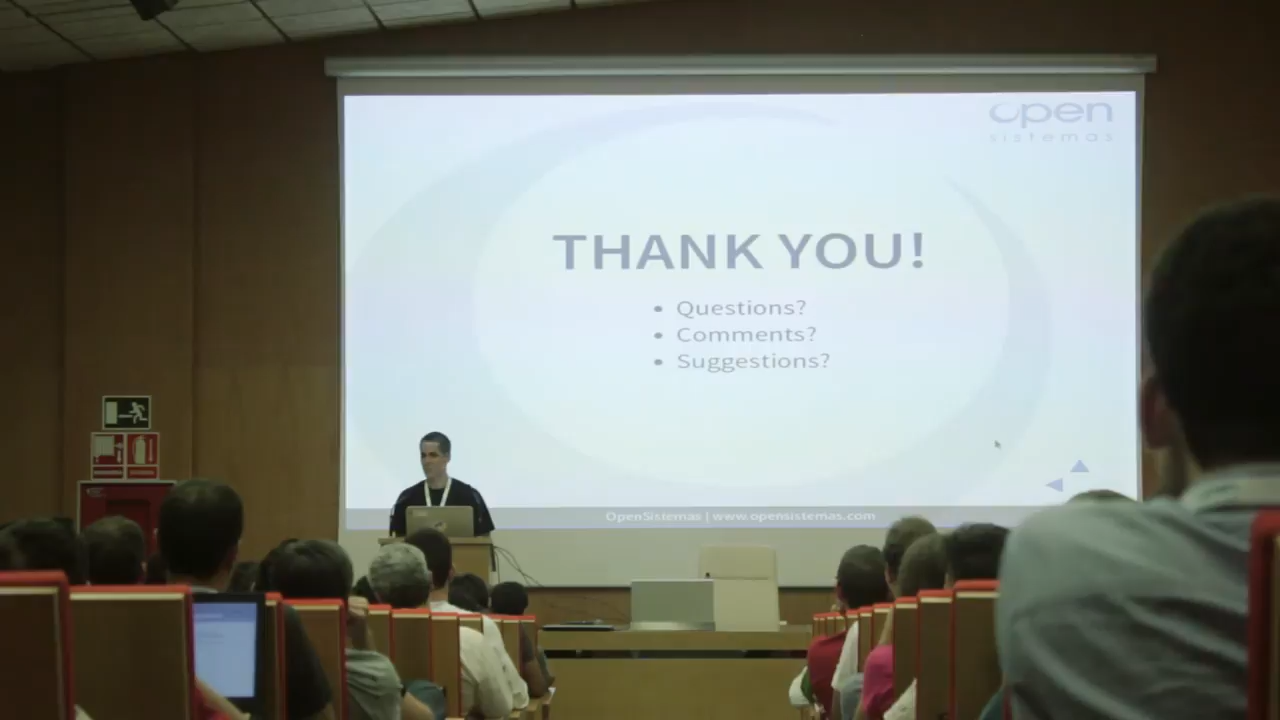 open
sistemas
THANK YOU!
• Questions?
• Comments?
• Suggestions?
OpenSistemas | www.opensistemas.com